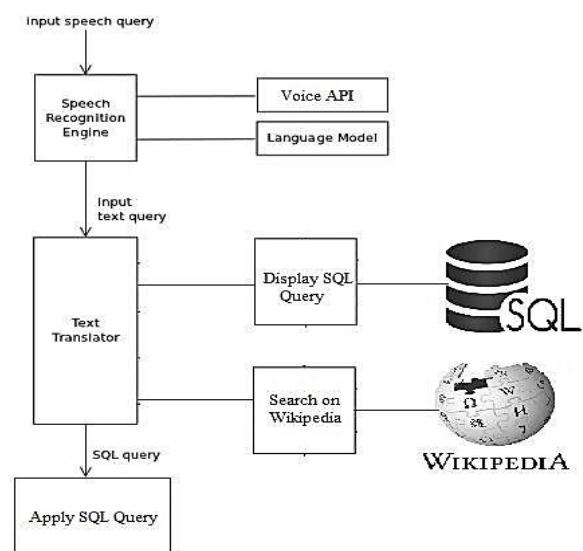 Input speech query
Speech
Recognition
Engine
Voice API
Language Model
Input
text query
Text
Translator
Display SQL
Query
SQL
Search on
Wikipedia
Ω
W
И
7
WIKIPEDIA
SQL query
Apply SQL Query